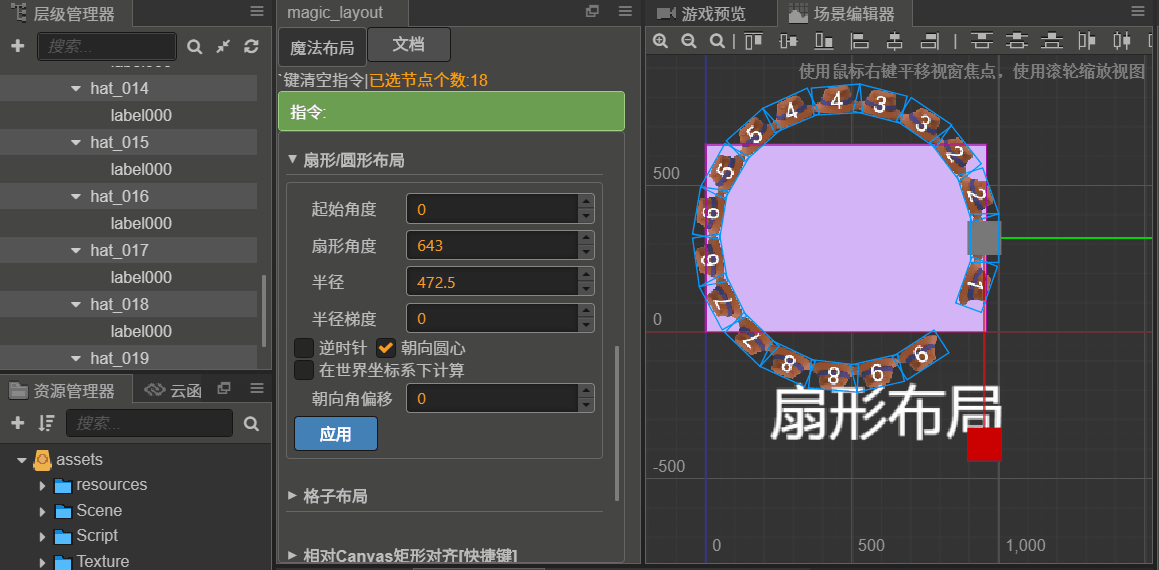 层级管理器
搜索...
label000
hat_014
label000
hat_015
label000
hat_016
label000
hat_017
label000
hat_018
label000
hat_019
资源管理器
云函
搜索...
assets
resources
Scene
Script
Texture
magic_layout
魔法布局
文档
`键清空指令|已选节点个数:18
指令:
扇形/圆形布局
起始角度 0
扇形角度 643
半径 472.5
半径梯度 0
逆时针 朝向圆心
在世界坐标系下计算
朝向角偏移 0
应用
格子布局
相对Canvas矩形对齐[快捷键]
游戏预览
场景编辑器
使用鼠标右键平移视窗焦点，使用滚轮缩放视图
500
0
-500
0
500
1,000
4
3
3
2
2
1
4
5
5
6
6
7
7
8
8
9
9
扇形布局